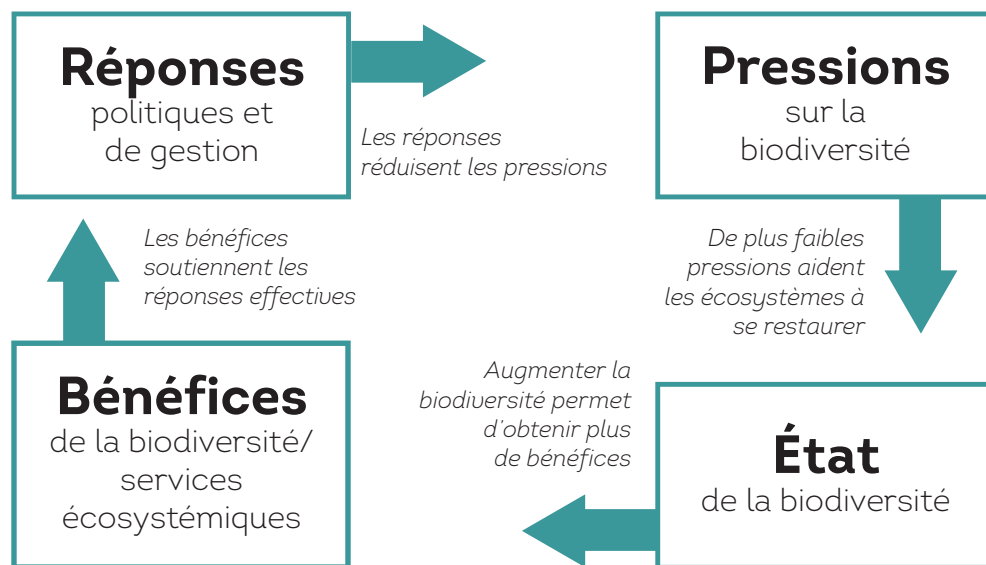 Réponses
politiques et
de gestion
Les réponses
réduisent les pressions
Pressions
sur la
biodiversité
De plus faibles
pressions aident
les écosystèmes à
se restaurer
État
de la biodiversité
Augmenter la
biodiversité permet
d'obtenir plus
de bénéfices
Bénéfices
de la biodiversité/
services
écosystémiques
Les bénéfices
soutiennent les
réponses effectives